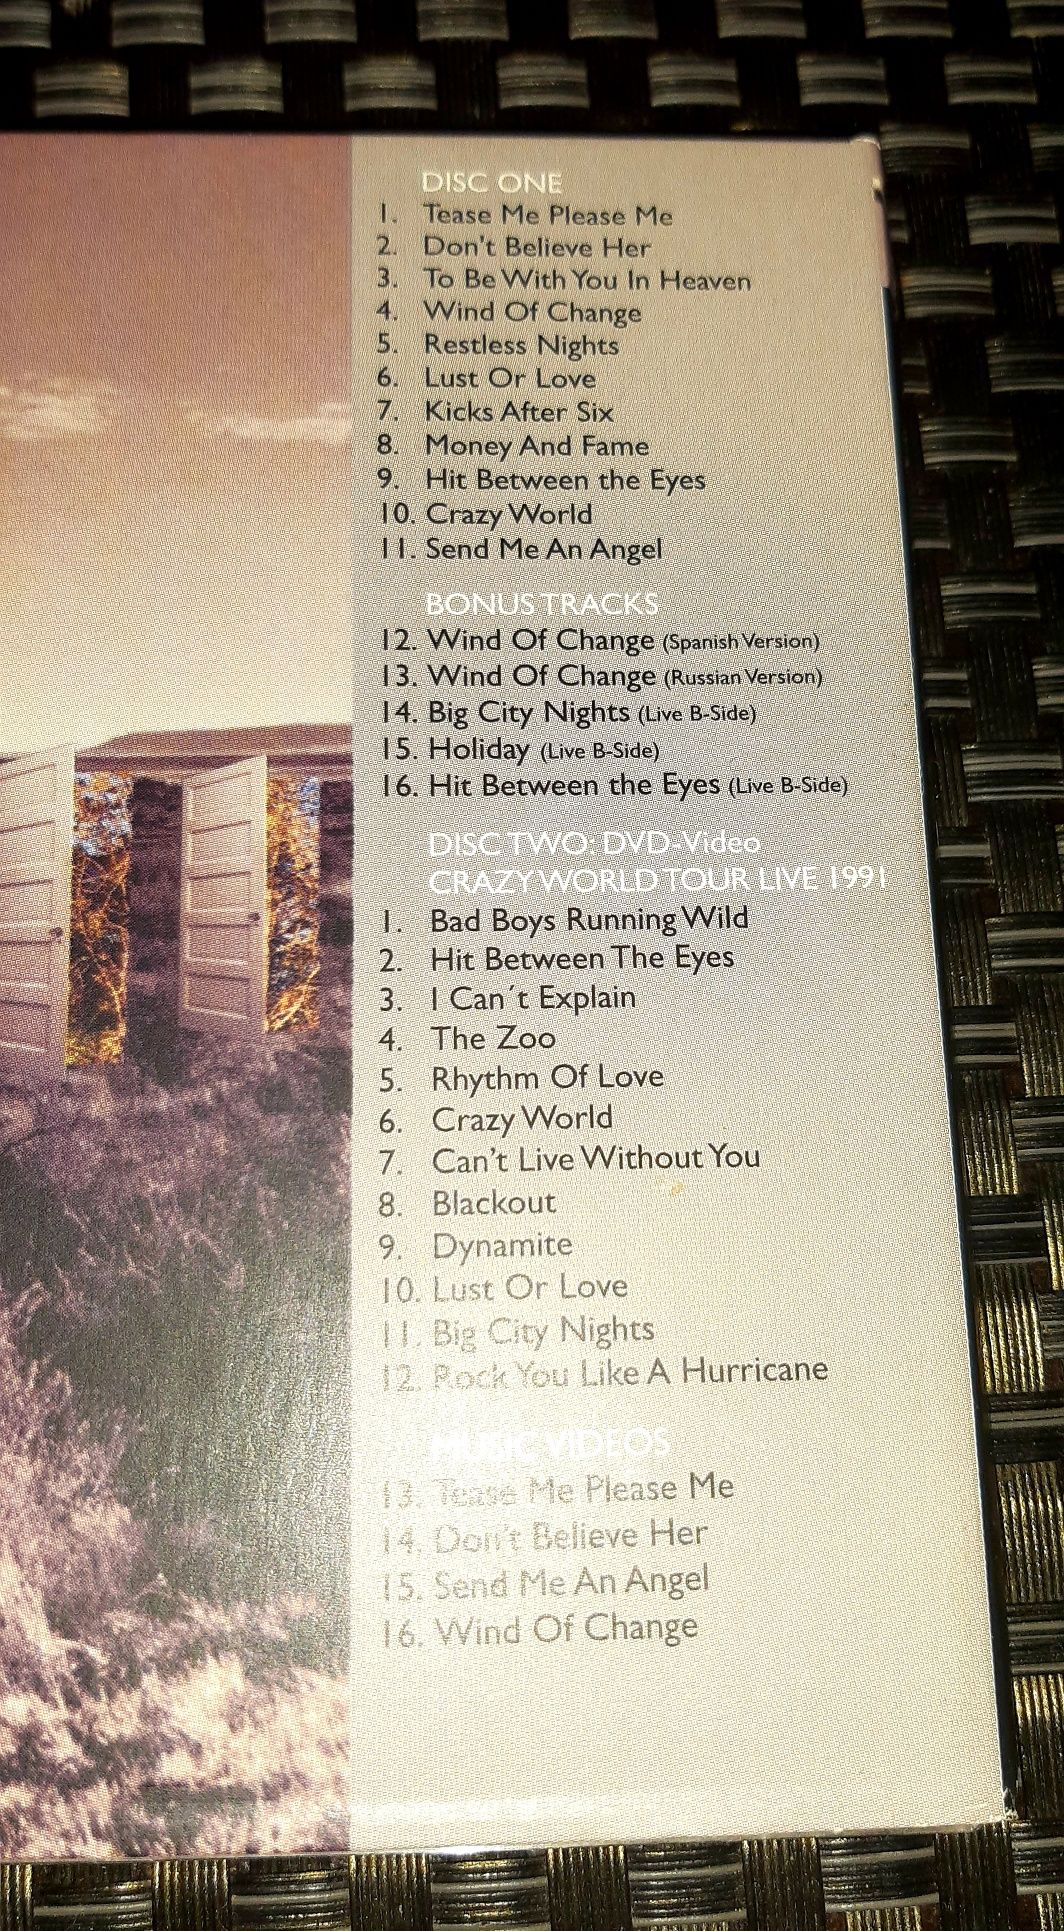 DISC ONE
1. Tease Me Please Me
2. Don't Believe Her
3. To Be With You In Heaven
4. Wind Of Change
5. Restless Nights
6. Lust Or Love
7. Kicks After Six
8. Money And Fame
9. Hit Between the Eyes
10. Crazy World
11. Send Me An Angel
BONUS TRACKS
12. Wind Of Change (Spanish Version)
13. Wind Of Change (Russian Version)
14. Big City Nights (Live B-Side)
15. Holiday (Live B-Side)
16. Hit Between the Eyes (Live B-Side)
DISC TWO: DVD-Video
CRAZY WORLD TOUR LIVE 1991
1. Bad Boys Running Wild
2. Hit Between The Eyes
3. I Can´t Explain
4. The Zoo
5. Rhythm Of Love
6. Crazy World
7. Can't Live Without You
8. Blackout
9. Dynamite
10. Lust Or Love
11. Big City Nights
12. Rock You Like A Hurricane
MUSIC VIDEOS
13. Tease Me Please Me
14. Don't Believe Her
15. Send Me An Angel
16. Wind Of Change